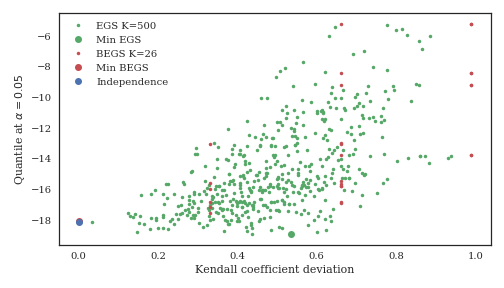 EGS K=500
Min EGS
BEGS K=26
Min BEGS
Independence
Quantile at α = 0.05
−6
−8
−10
−12
−14
−16
−18
0.0 0.2 0.4 0.6 0.8 1.0
Kendall coefficient deviation